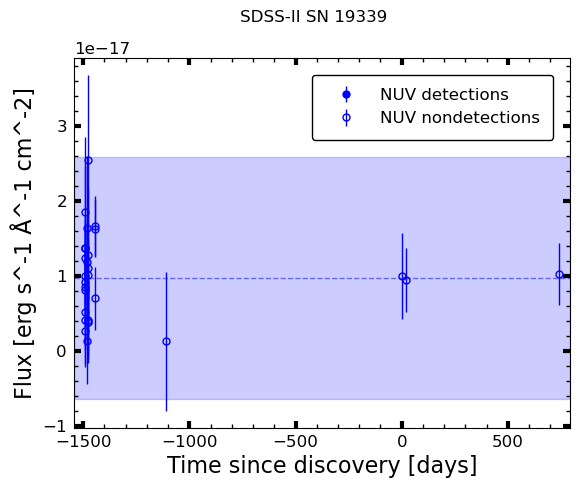 SDSS-II SN 19339
1e−17
NUV detections
NUV nondetections
3
2
1
0
−1
−1500 −1000 −500 0 500
Flux [erg s^-1 Å^-1 cm^-2]
Time since discovery [days]